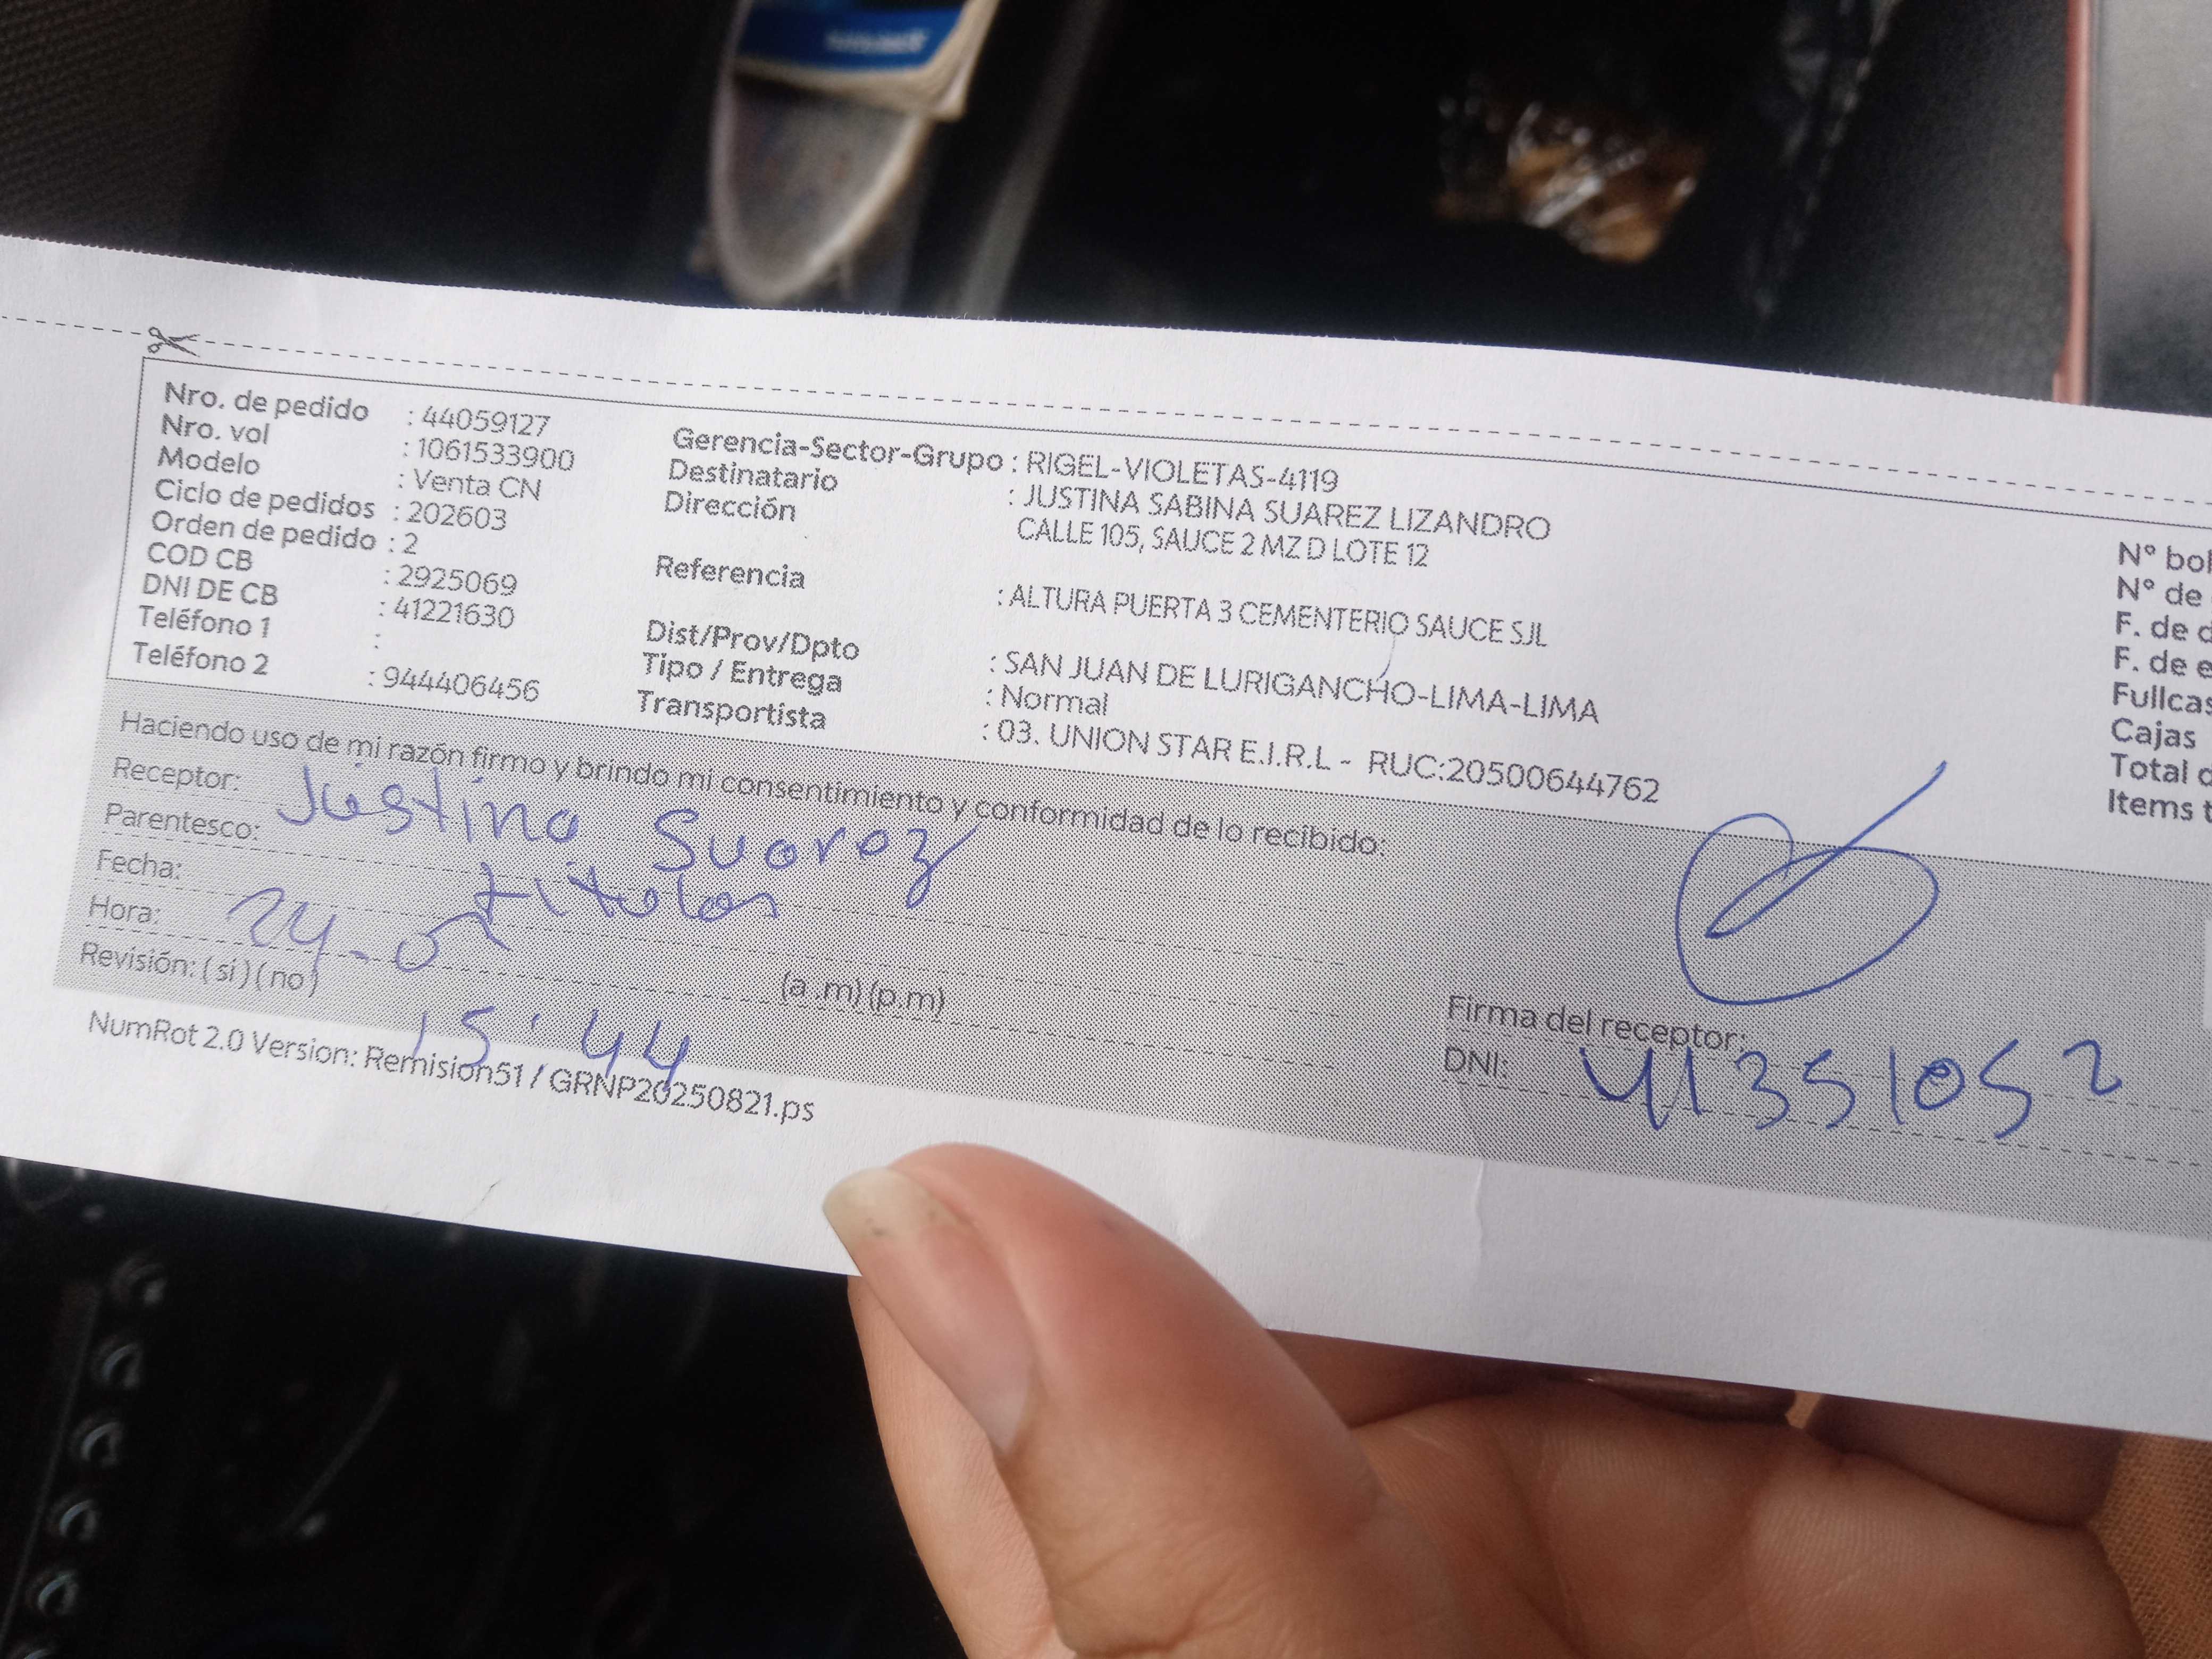 Nro. de pedido : 44059127
Nro. vol : 1061533900
Modelo : Venta CN
Ciclo de pedidos : 202603
Orden de pedido : 2
COD CB : 2925069
DNI DE CB : 41221630
Teléfono 1 :
Teléfono 2 : 944406456
Gerencia-Sector-Grupo : RIGEL-VIOLETAS-4119
Destinatario : JUSTINA SABINA SUAREZ LIZANDRO
Dirección CALLE 105, SAUCE 2 MZ D LOTE 12
Referencia : ALTURA PUERTA 3 CEMENTERIO SAUCE SJL
Dist/Prov/Dpto : SAN JUAN DE LURIGANCHO-LIMA-LIMA
Tipo / Entrega : Normal
Transportista : 03. UNION STAR E.I.R.L - RUC:20500644762
N° bol
N° de
F. de d
F. de e
Fullcas
Cajas
Total d
Items t
Haciendo uso de mi razón firmo y brindo mi consentimiento y conformidad de lo recibido:
Receptor: Justina Suarez
Parentesco: titular
Fecha: 24-02
Hora: 15:44 (a .m) (p.m)
Revisión: ( si ) ( no )
Firma del receptor:
DNI: 41351052
NumRot 2.0 Version: Remision51 / GRNP20250821.ps